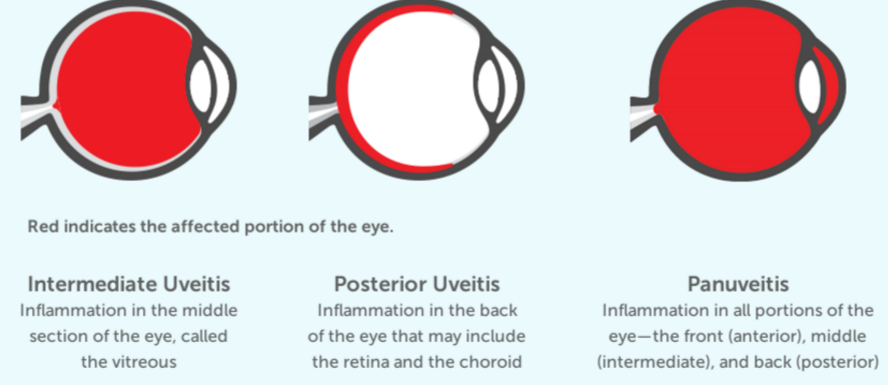 Red indicates the affected portion of the eye.
Intermediate Uveitis
Inflammation in the middle
section of the eye, called
the vitreous
Posterior Uveitis
Inflammation in the back
of the eye that may include
the retina and the choroid
Panuveitis
Inflammation in all portions of the
eye—the front (anterior), middle
(intermediate), and back (posterior)